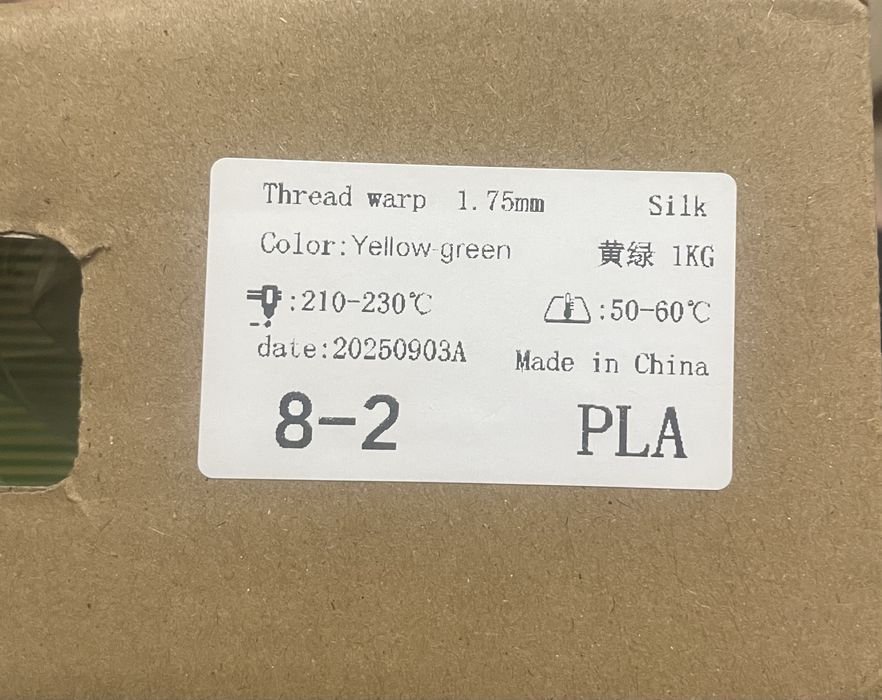 Thread warp 1.75mm Silk
Color:Yellow-green 黄绿 1KG
:210-230℃ :50-60℃
date:20250903A Made in China
8-2 PLA